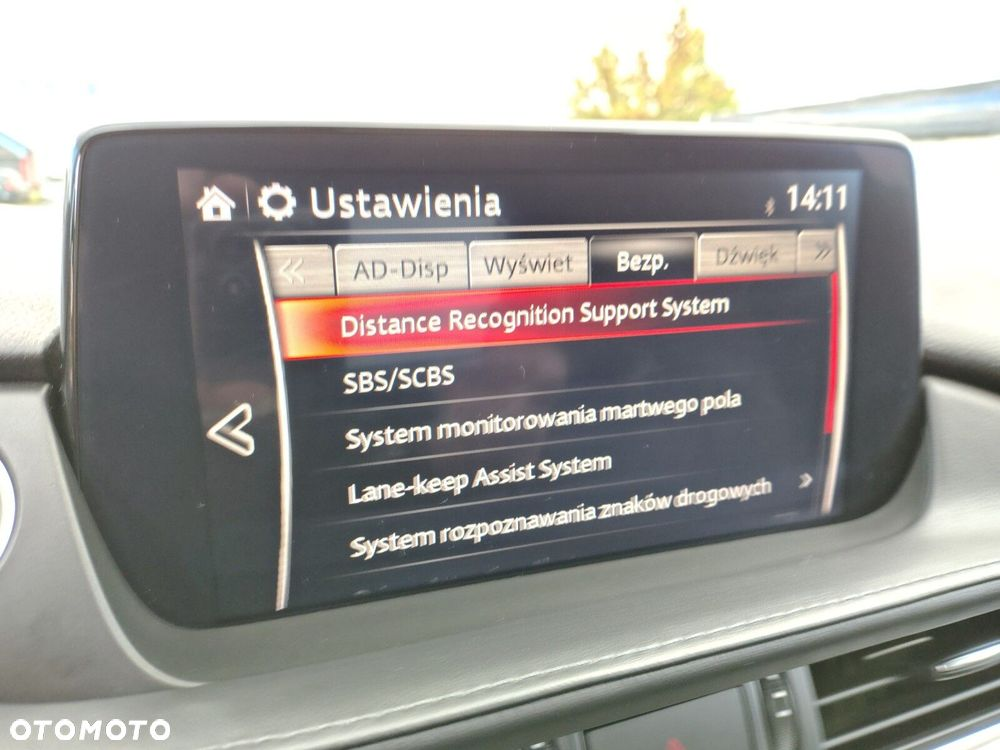 Ustawienia
14:11
AD-Disp
Wyświet
Bezp.
Dźwięk
Distance Recognition Support System
SBS/SCBS
System monitorowania martwego pola
Lane-keep Assist System
System rozpoznawania znaków drogowych
OTOMOTO